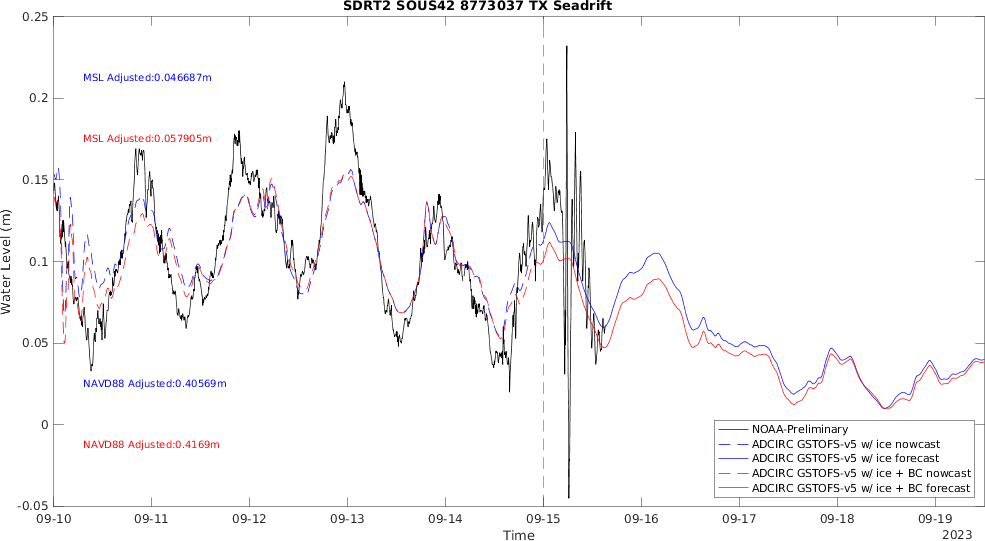 SDRT2 SOUS42 8773037 TX Seadrift
0.25
0.2
0.15
0.1
0.05
0
-0.05
Water Level (m)
MSL Adjusted:0.046687m
MSL Adjusted:0.057905m
NAVD88 Adjusted:0.40569m
NAVD88 Adjusted:0.4169m
NOAA-Preliminary
ADCIRC GSTOFS-v5 w/ ice nowcast
ADCIRC GSTOFS-v5 w/ ice forecast
ADCIRC GSTOFS-v5 w/ ice + BC nowcast
ADCIRC GSTOFS-v5 w/ ice + BC forecast
09-10 09-11 09-12 09-13 09-14 09-15 09-16 09-17 09-18 09-19
Time
2023